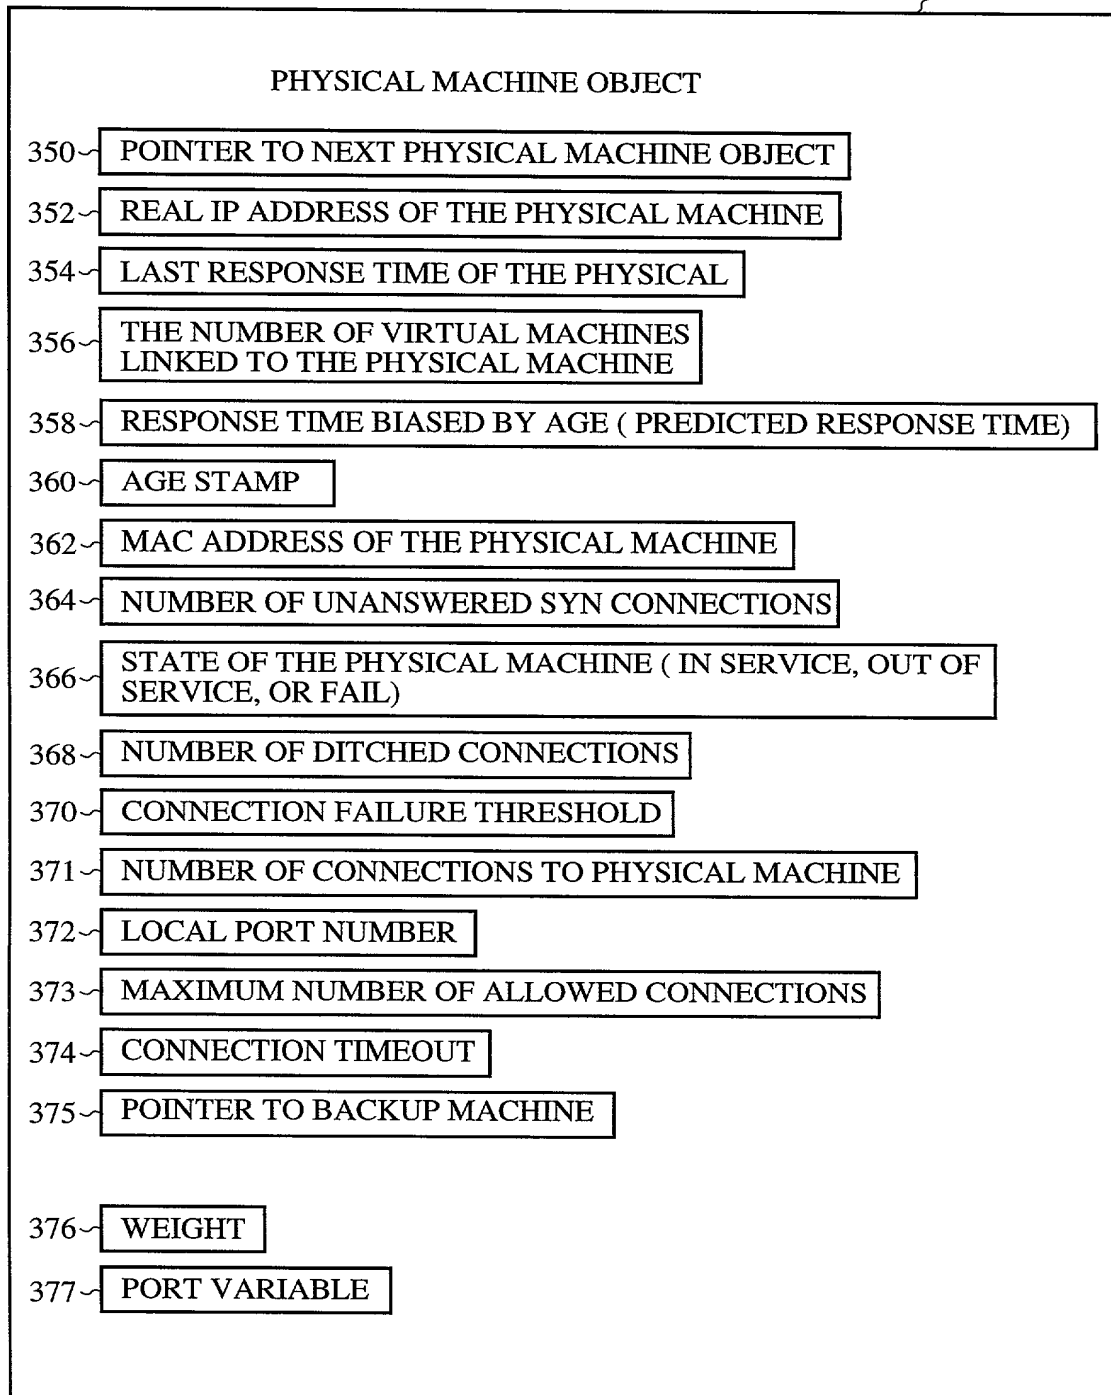 PHYSICAL MACHINE OBJECT
350 POINTER TO NEXT PHYSICAL MACHINE OBJECT
352 REAL IP ADDRESS OF THE PHYSICAL MACHINE
354 LAST RESPONSE TIME OF THE PHYSICAL
356 THE NUMBER OF VIRTUAL MACHINES
LINKED TO THE PHYSICAL MACHINE
358 RESPONSE TIME BIASED BY AGE ( PREDICTED RESPONSE TIME)
360 AGE STAMP
362 MAC ADDRESS OF THE PHYSICAL MACHINE
364 NUMBER OF UNANSWERED SYN CONNECTIONS
366 STATE OF THE PHYSICAL MACHINE ( IN SERVICE, OUT OF
SERVICE, OR FAIL)
368 NUMBER OF DITCHED CONNECTIONS
370 CONNECTION FAILURE THRESHOLD
371 NUMBER OF CONNECTIONS TO PHYSICAL MACHINE
372 LOCAL PORT NUMBER
373 MAXIMUM NUMBER OF ALLOWED CONNECTIONS
374 CONNECTION TIMEOUT
375 POINTER TO BACKUP MACHINE
376 WEIGHT
377 PORT VARIABLE